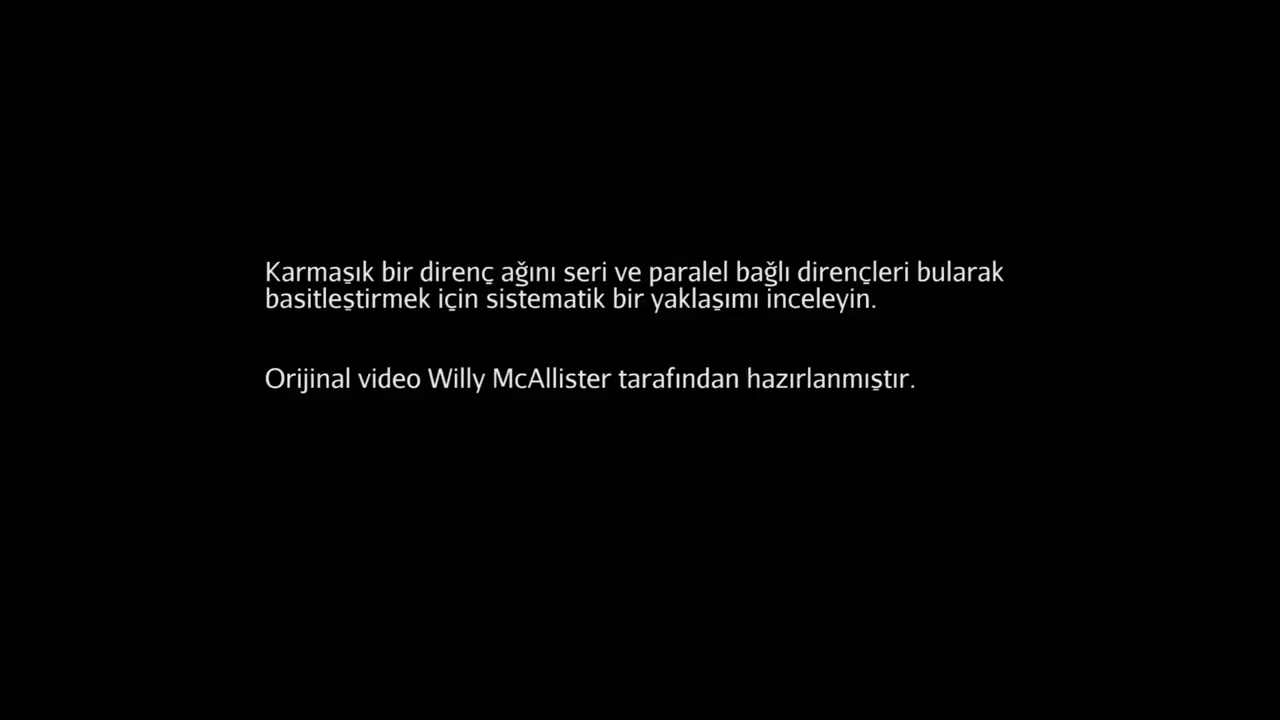 Karmaşık bir direnç ağını seri ve paralel bağlı dirençleri bularak
basitleştirmek için sistematik bir yaklaşımı inceleyin.
Orijinal video Willy McAllister tarafından hazırlanmıştır.